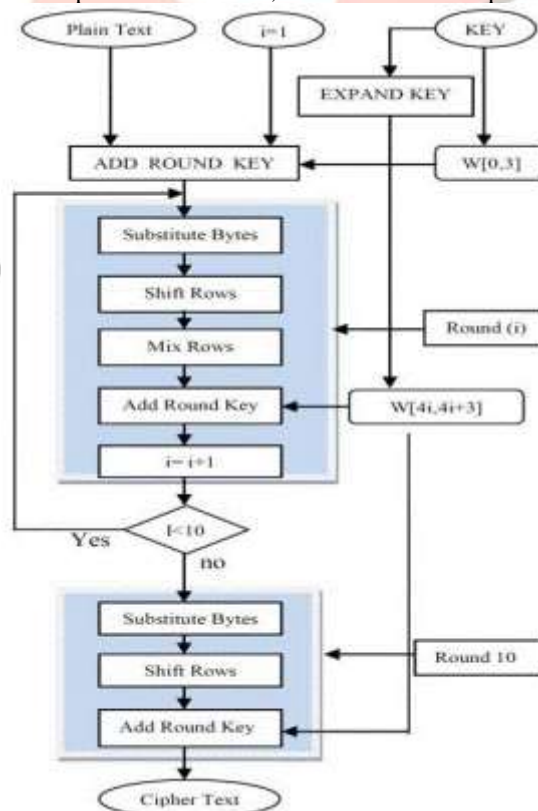 Plain Text
i=1
KEY
EXPAND KEY
ADD ROUND KEY
W[0,3]
Substitute Bytes
Shift Rows
Mix Rows
Round (i)
Add Round Key
W[4i,4i+3]
i= i+1
I<10
Yes
no
Substitute Bytes
Shift Rows
Round 10
Add Round Key
Cipher Text